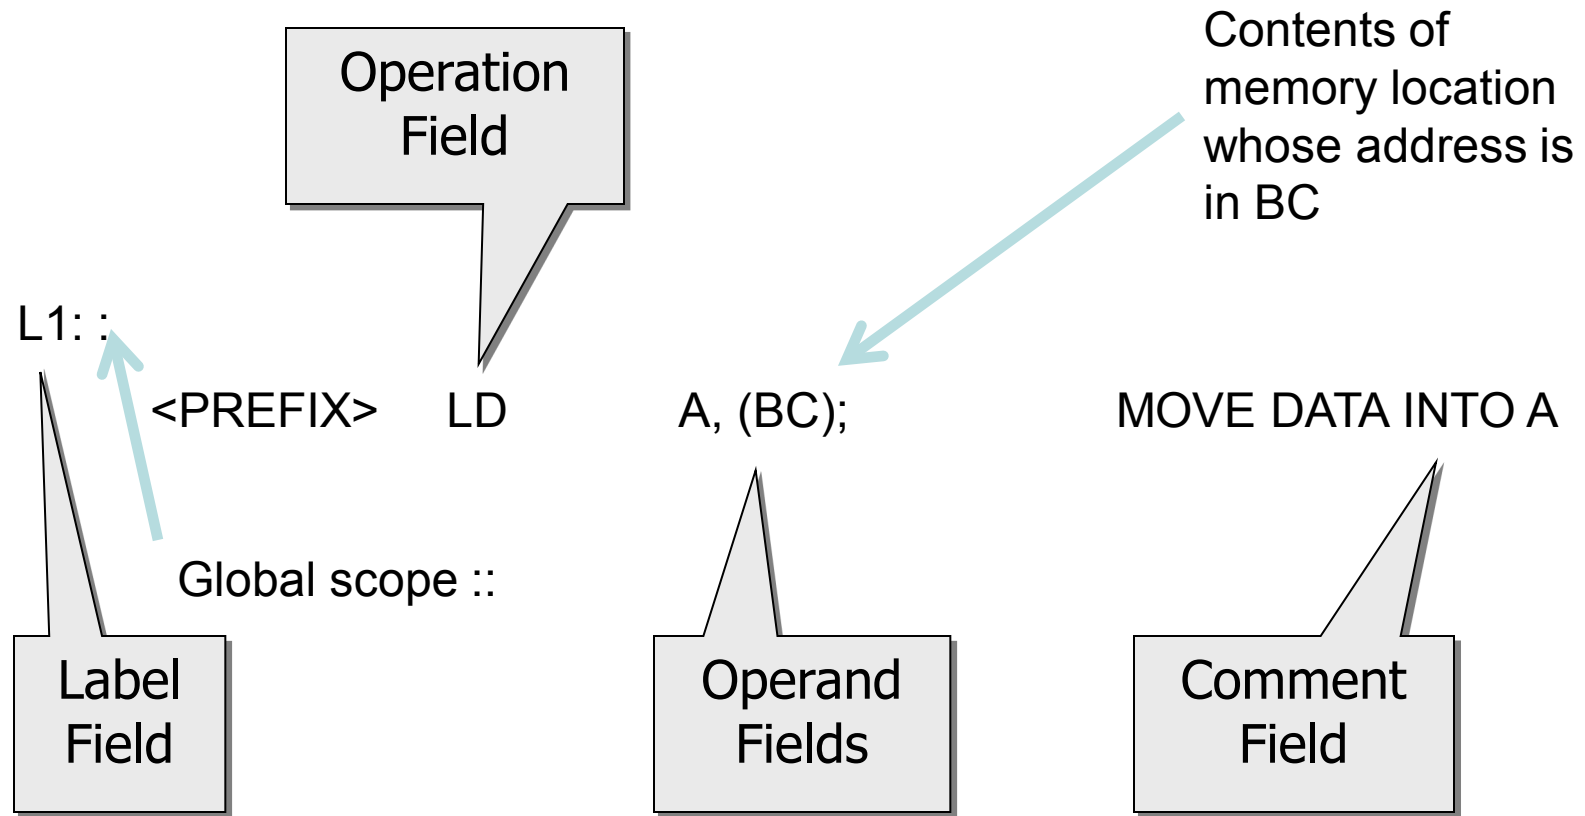 Operation
Field
Contents of
memory location
whose address is
in BC
L1: :
<PREFIX> LD A, (BC); MOVE DATA INTO A
Global scope ::
Label
Field
Operand
Fields
Comment
Field